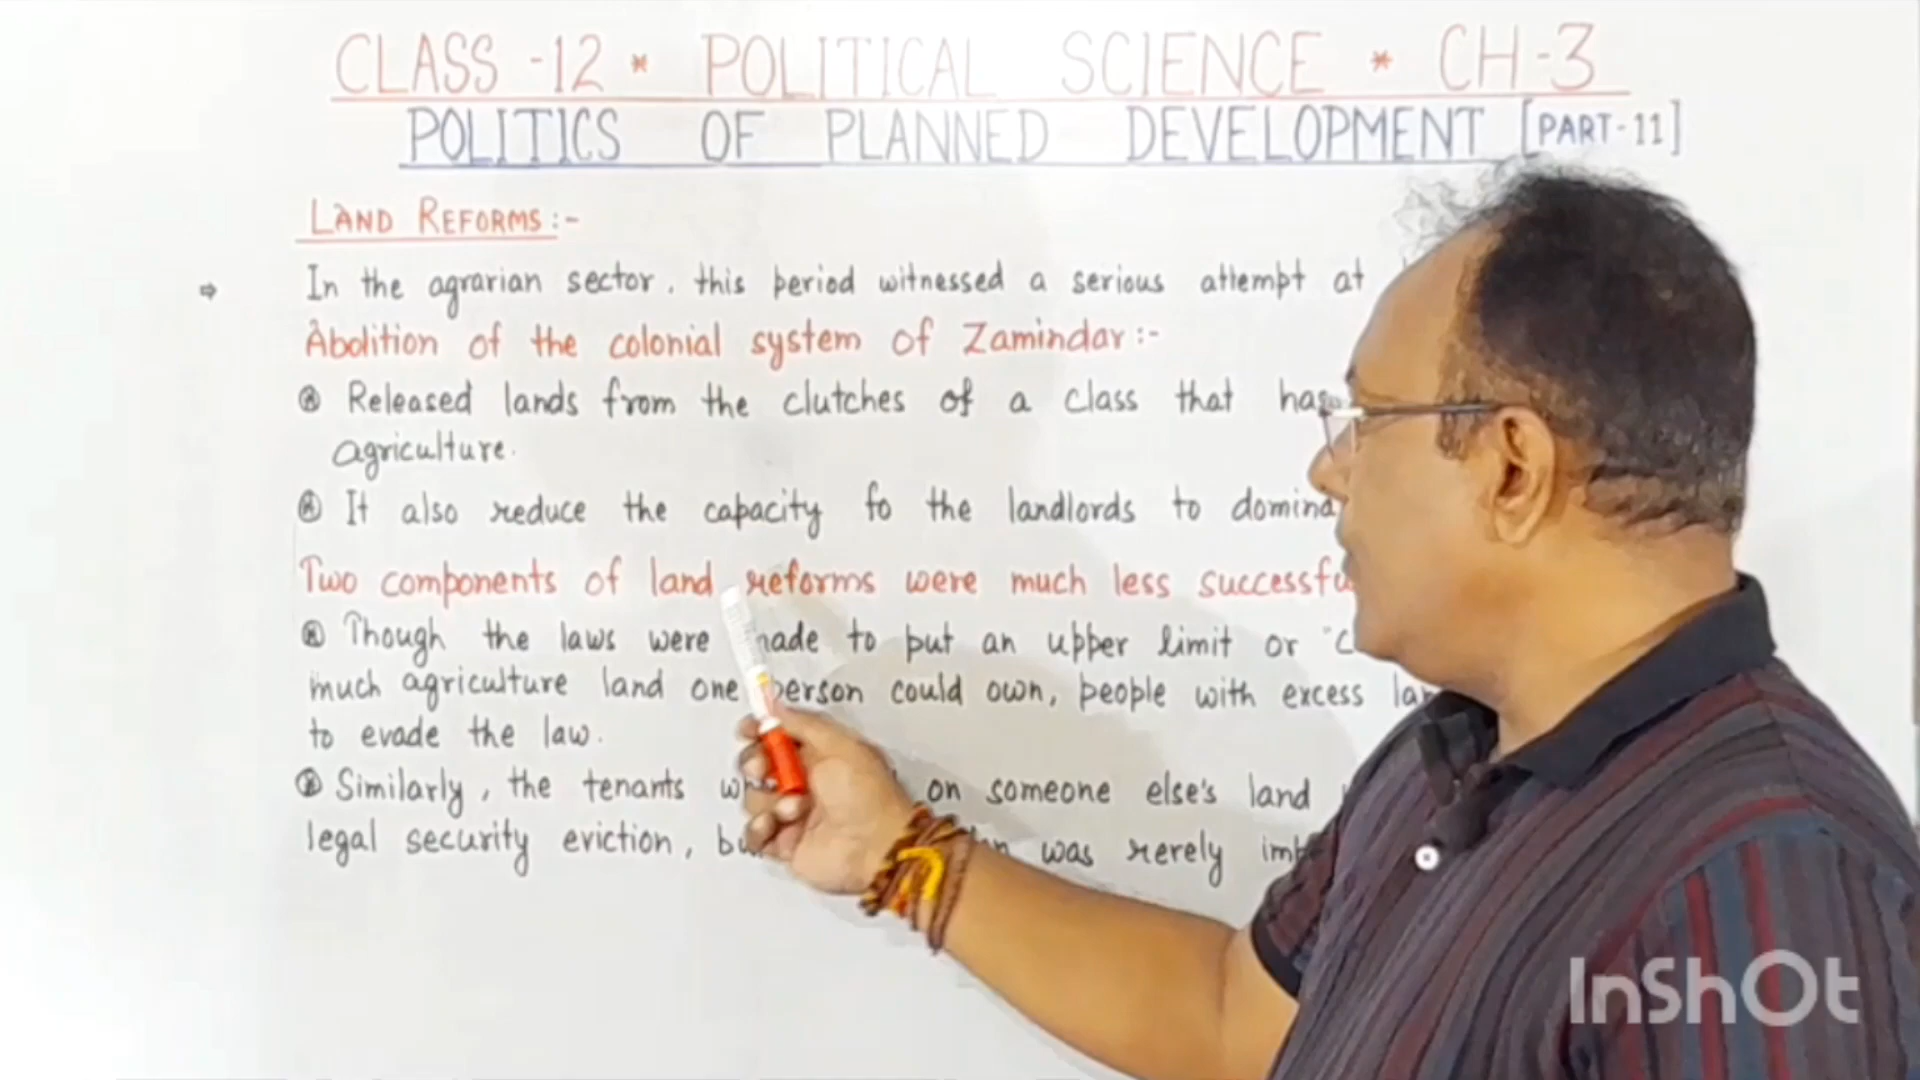 CLASS -12 * POLITICAL SCIENCE * CH-3
POLITICS OF PLANNED DEVELOPMENT [PART-11]
LAND REFORMS :-
⇒ In the agrarian sector, this period witnessed a serious attempt at
Abolition of the colonial system of Zamindar :-
Released lands from the clutches of a class that has
agriculture.
It also reduce the capacity fo the landlords to
Two components of land reforms were much less
Though the laws were made to put an upper limit or
much agriculture land one person could own, people with excess
to evade the law.
Similarly, the tenants on someone else's land
legal security eviction, was rerely
InShOt